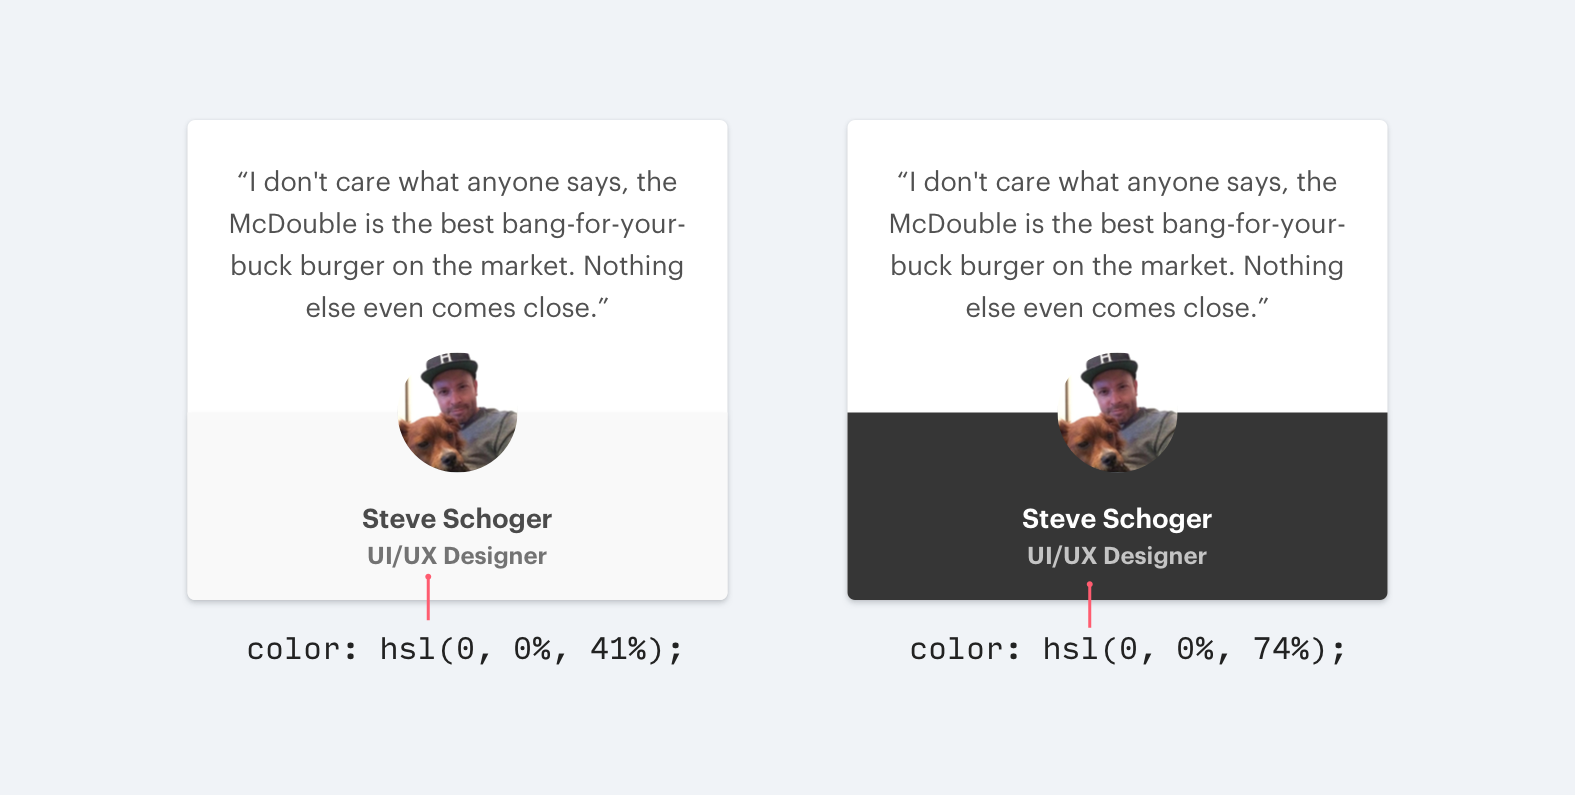 “I don't care what anyone says, the
McDouble is the best bang-for-your-
buck burger on the market. Nothing
else even comes close.”
H
Steve Schoger
UI/UX Designer
color: hsl(0, 0%, 41%);
“I don't care what anyone says, the
McDouble is the best bang-for-your-
buck burger on the market. Nothing
else even comes close.”
H
Steve Schoger
UI/UX Designer
color: hsl(0, 0%, 74%);